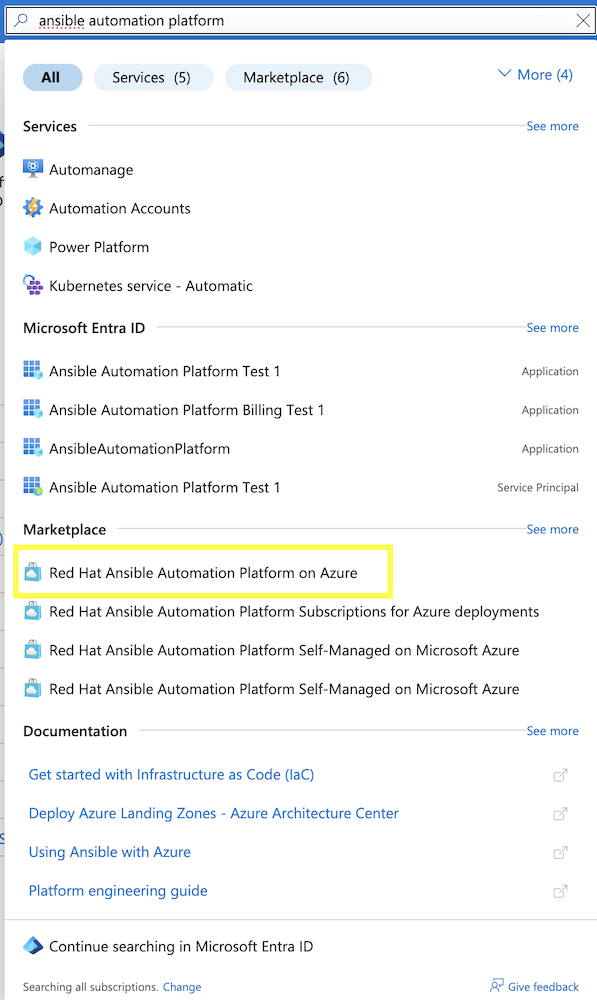 ansible automation platform
All Services (5) Marketplace (6) More (4)
Services See more
Automanage
Automation Accounts
Power Platform
Kubernetes service - Automatic
Microsoft Entra ID See more
Ansible Automation Platform Test 1 Application
Ansible Automation Platform Billing Test 1 Application
AnsibleAutomationPlatform Application
Ansible Automation Platform Test 1 Service Principal
Marketplace See more
Red Hat Ansible Automation Platform on Azure
Red Hat Ansible Automation Platform Subscriptions for Azure deployments
Red Hat Ansible Automation Platform Self-Managed on Microsoft Azure
Red Hat Ansible Automation Platform Self-Managed on Microsoft Azure
Documentation See more
Get started with Infrastructure as Code (IaC)
Deploy Azure Landing Zones - Azure Architecture Center
Using Ansible with Azure
Platform engineering guide
Continue searching in Microsoft Entra ID
Searching all subscriptions. Change Give feedback